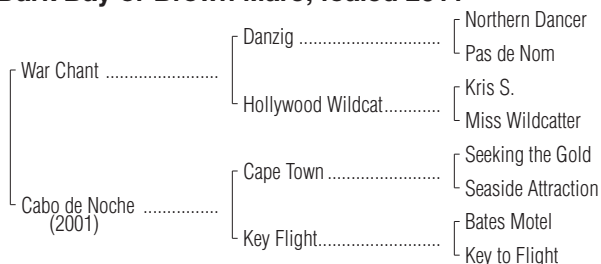 Dark Bay or Brown Mare; foaled 2011
Northern Dancer
Danzig ................................
Pas de Nom
War Chant .........................
Kris S.
Hollywood Wildcat.............
Miss Wildcatter
Seeking the Gold
Cape Town .........................
Seaside Attraction
Cabo de Noche .................
(2001)
Bates Motel
Key Flight............................
Key to Flight